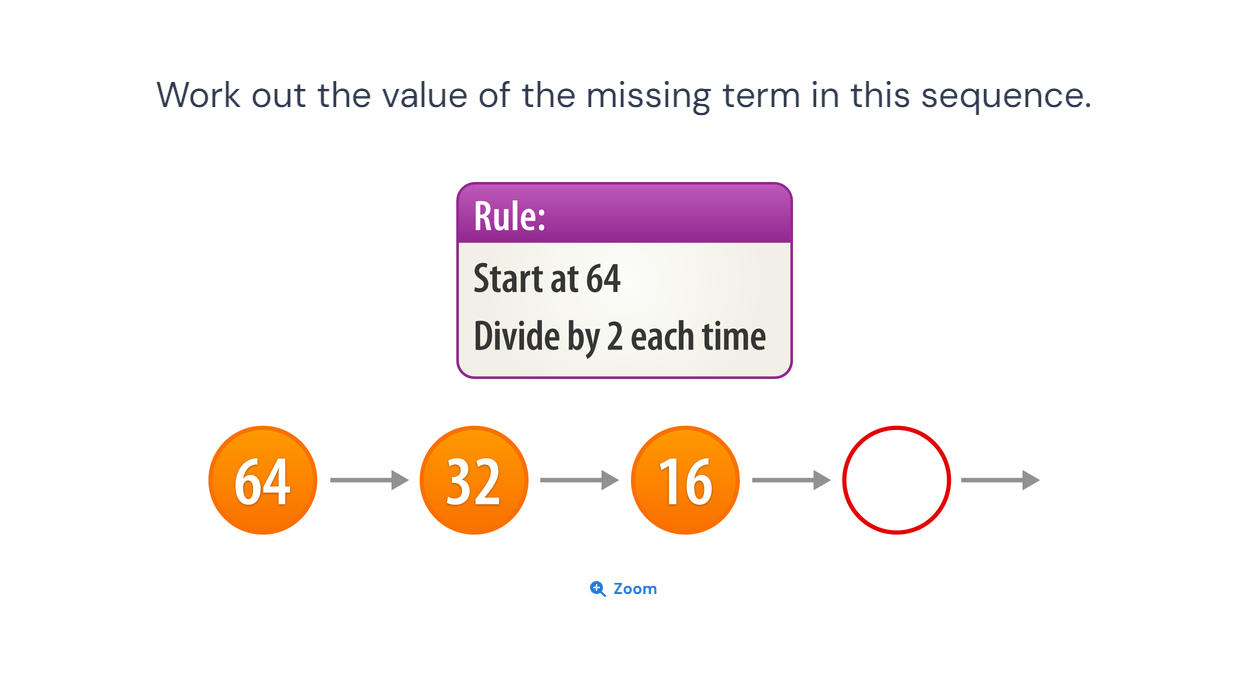 Work out the value of the missing term in this sequence.
Rule:
Start at 64
Divide by 2 each time
64 32 16
Zoom